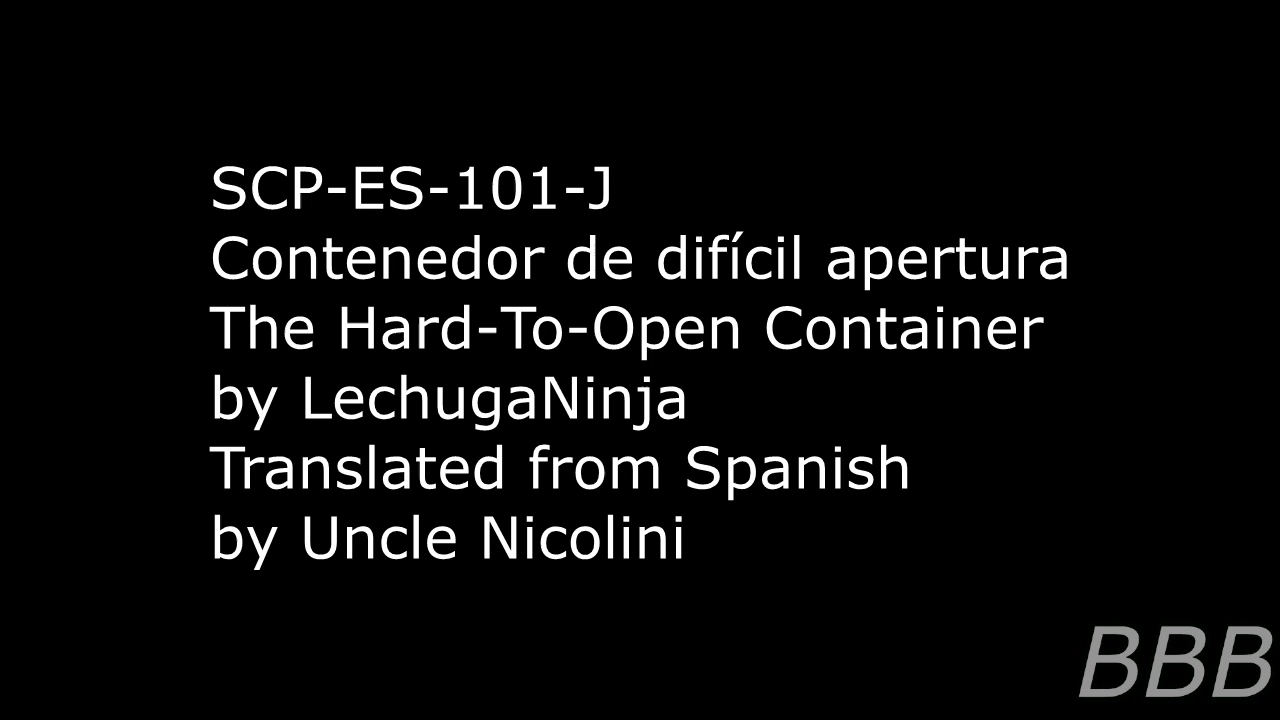 SCP-ES-101-J
Contenedor de difícil apertura
The Hard-To-Open Container
by LechugaNinja
Translated from Spanish
by Uncle Nicolini
BBB